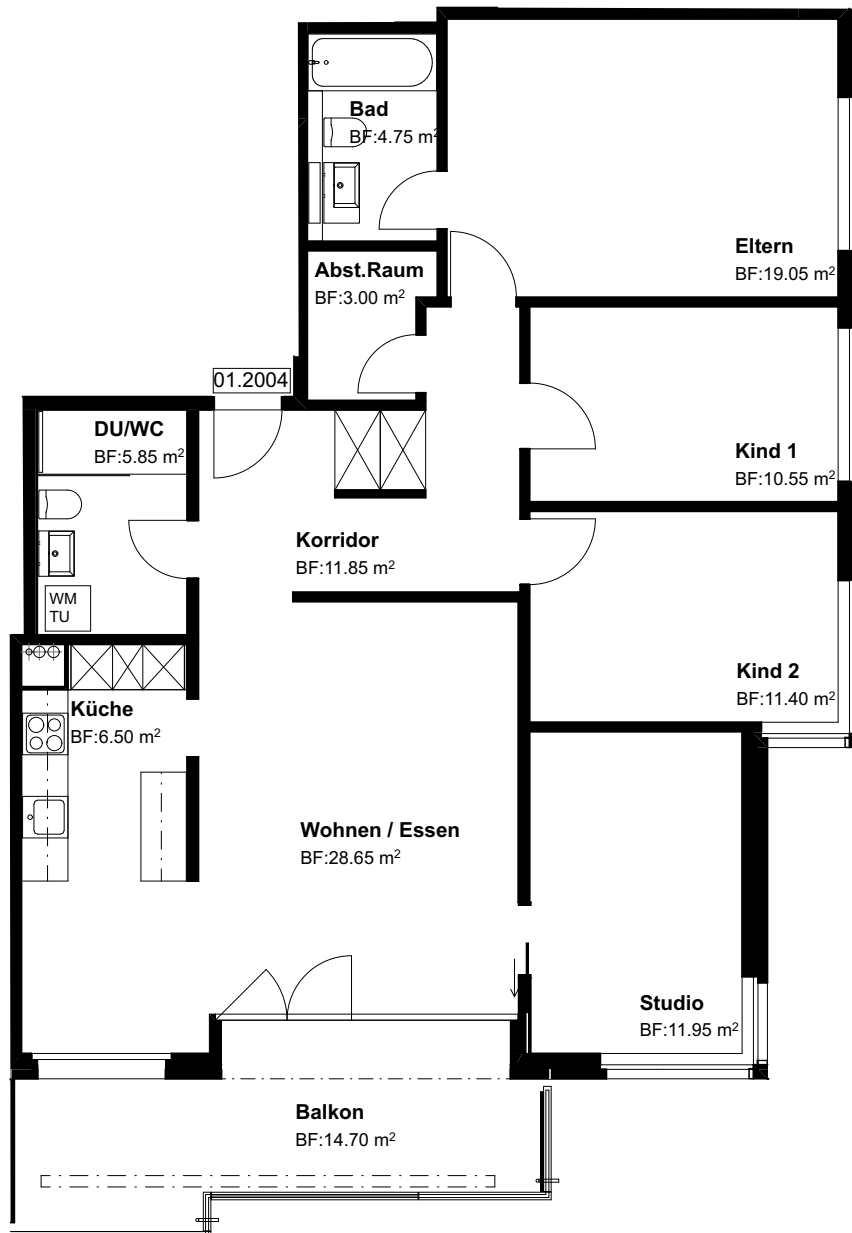 Bad
BF:4.75 m²
Eltern
BF:19.05 m²
Abst.Raum
BF:3.00 m²
01.2004
DU/WC
BF:5.85 m²
Kind 1
BF:10.55 m²
Korridor
BF:11.85 m²
WM
TU
Kind 2
BF:11.40 m²
Küche
BF:6.50 m²
Wohnen / Essen
BF:28.65 m²
Studio
BF:11.95 m²
Balkon
BF:14.70 m²